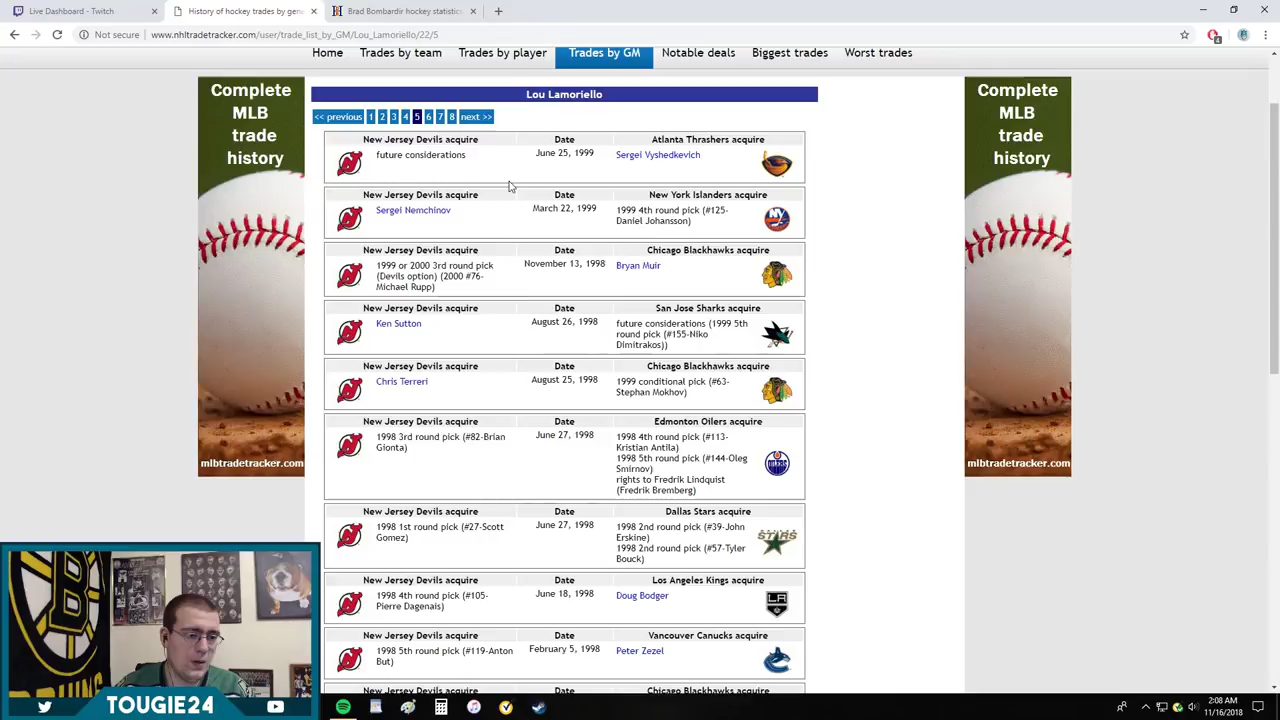 Live Dashboard
History of hockey trades by gene
Brad Bombardir hockey statistics
Not secure
www.nhltradetracker.com/user/trade_list_by_GM/Lou_Lamoriello/22/5
Home
Trades by team
Trades by player
Trades by GM
Notable deals
Biggest trades
Worst trades
Complete
MLB
trade
history
mlbtradetracker.com
Lou Lamoriello
<< previous 1 2 3 4 5 6 7 8 next >>
New Jersey Devils acquire Date Atlanta Thrashers acquire
future considerations June 25, 1999 Sergei Vyshedkevich
New Jersey Devils acquire Date New York Islanders acquire
Sergei Nemchinov March 22, 1999 1999 4th round pick (#125-
Daniel Johansson)
New Jersey Devils acquire Date Chicago Blackhawks acquire
1999 or 2000 3rd round pick November 13, 1998 Bryan Muir
(Devils option) (2000 #76-
Michael Rupp)
New Jersey Devils acquire Date San Jose Sharks acquire
Ken Sutton August 26, 1998 future considerations (1999 5th
round pick (#155-Niko
Dimitrakos))
New Jersey Devils acquire Date Chicago Blackhawks acquire
Chris Terreri August 25, 1998 1999 conditional pick (#63-
Stephan Mokhov)
New Jersey Devils acquire Date Edmonton Oilers acquire
1998 3rd round pick (#82-Brian June 27, 1998 1998 4th round pick (#113-
Gionta) Kristian Antila)
1998 5th round pick (#144-Oleg
Smirnov)
rights to Fredrik Lindquist
(Fredrik Bremberg)
New Jersey Devils acquire Date Dallas Stars acquire
1998 1st round pick (#27-Scott June 27, 1998 1998 2nd round pick (#39-John
Gomez) Erskine)
1998 2nd round pick (#57-Tyler
Bouck)
New Jersey Devils acquire Date Los Angeles Kings acquire
1998 4th round pick (#105- June 18, 1998 Doug Bodger
Pierre Dagenais)
New Jersey Devils acquire Date Vancouver Canucks acquire
1998 5th round pick (#119-Anton February 5, 1998 Peter Zezel
But)
New Jersey Devils acquire Date Chicago Blackhawks acquire
Complete
MLB
trade
history
mlbtradetracker.com
NY
STARS
LA
B
BRUINS
TOUGIE24
2:08 AM
11/16/2018